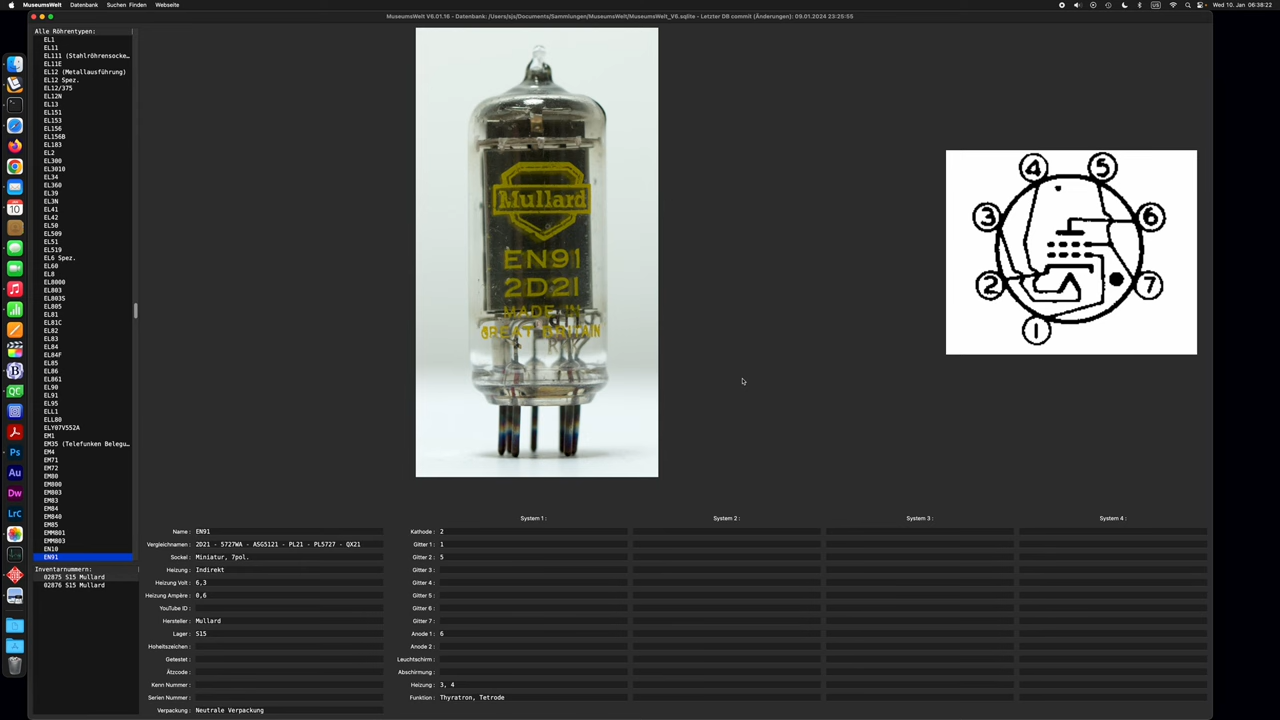 MuseumsWelt Datenbank Suchen Finden Webseite
US
Wed 10. Jan. 06:38:22
MuseumsWelt V6.01.16 - Datenbank: /Users/sjs/Documents/Sammlungen/MuseumsWelt/MuseumsWelt_V6.sqlite - Letzter DB commit (Änderungen): 09.01.2024 23:25:55
Alle Röhrentypen:
EL1
EL11
EL111 (Stahlröhrensocke…
EL11E
EL12 (Metallausführung)
EL12 Spez.
EL12/375
EL12N
EL13
EL151
EL153
EL156
EL156B
EL183
EL2
EL300
EL3010
EL34
EL360
EL39
EL3N
EL41
EL42
EL50
EL509
EL51
EL519
EL6 Spez.
EL60
EL8
EL8000
EL803
EL803S
EL805
EL81
EL81C
EL82
EL83
EL84
EL84F
EL85
EL86
EL861
EL90
EL91
EL95
ELL1
ELL80
ELY07V552A
EM1
EM35 (Telefunken Belegu…
EM4
EM71
EM72
EM80
EM800
EM803
EM83
EM84
EM840
EM85
EMM801
EMM803
EN10
EN91
Inventarnummern:
02875 S15 Mullard
02876 S15 Mullard
10
Ps
Au
Dw
LrC
QC
Mullard
EN91
2D21
MADE IN
GREAT BRITAIN
4 5
3 6
2 7
1
System 1 : System 2 : System 3 : System 4 :
Name : EN91
Vergleichnamen : 2D21 - 5727WA - ASG5121 - PL21 - PL5727 - QX21
Sockel : Miniatur, 7pol.
Heizung : Indirekt
Heizung Volt : 6,3
Heizung Ampère : 0,6
YouTube ID :
Hersteller : Mullard
Lager : S15
Hoheitszeichen :
Getestet :
Ätzcode :
Kenn Nummer :
Serien Nummer :
Verpackung : Neutrale Verpackung
Kathode : 2
Gitter 1 : 1
Gitter 2 : 5
Gitter 3 :
Gitter 4 :
Gitter 5 :
Gitter 6 :
Gitter 7 :
Anode 1 : 6
Anode 2 :
Leuchtschirm :
Abschirmung :
Heizung : 3, 4
Funktion : Thyratron, Tetrode